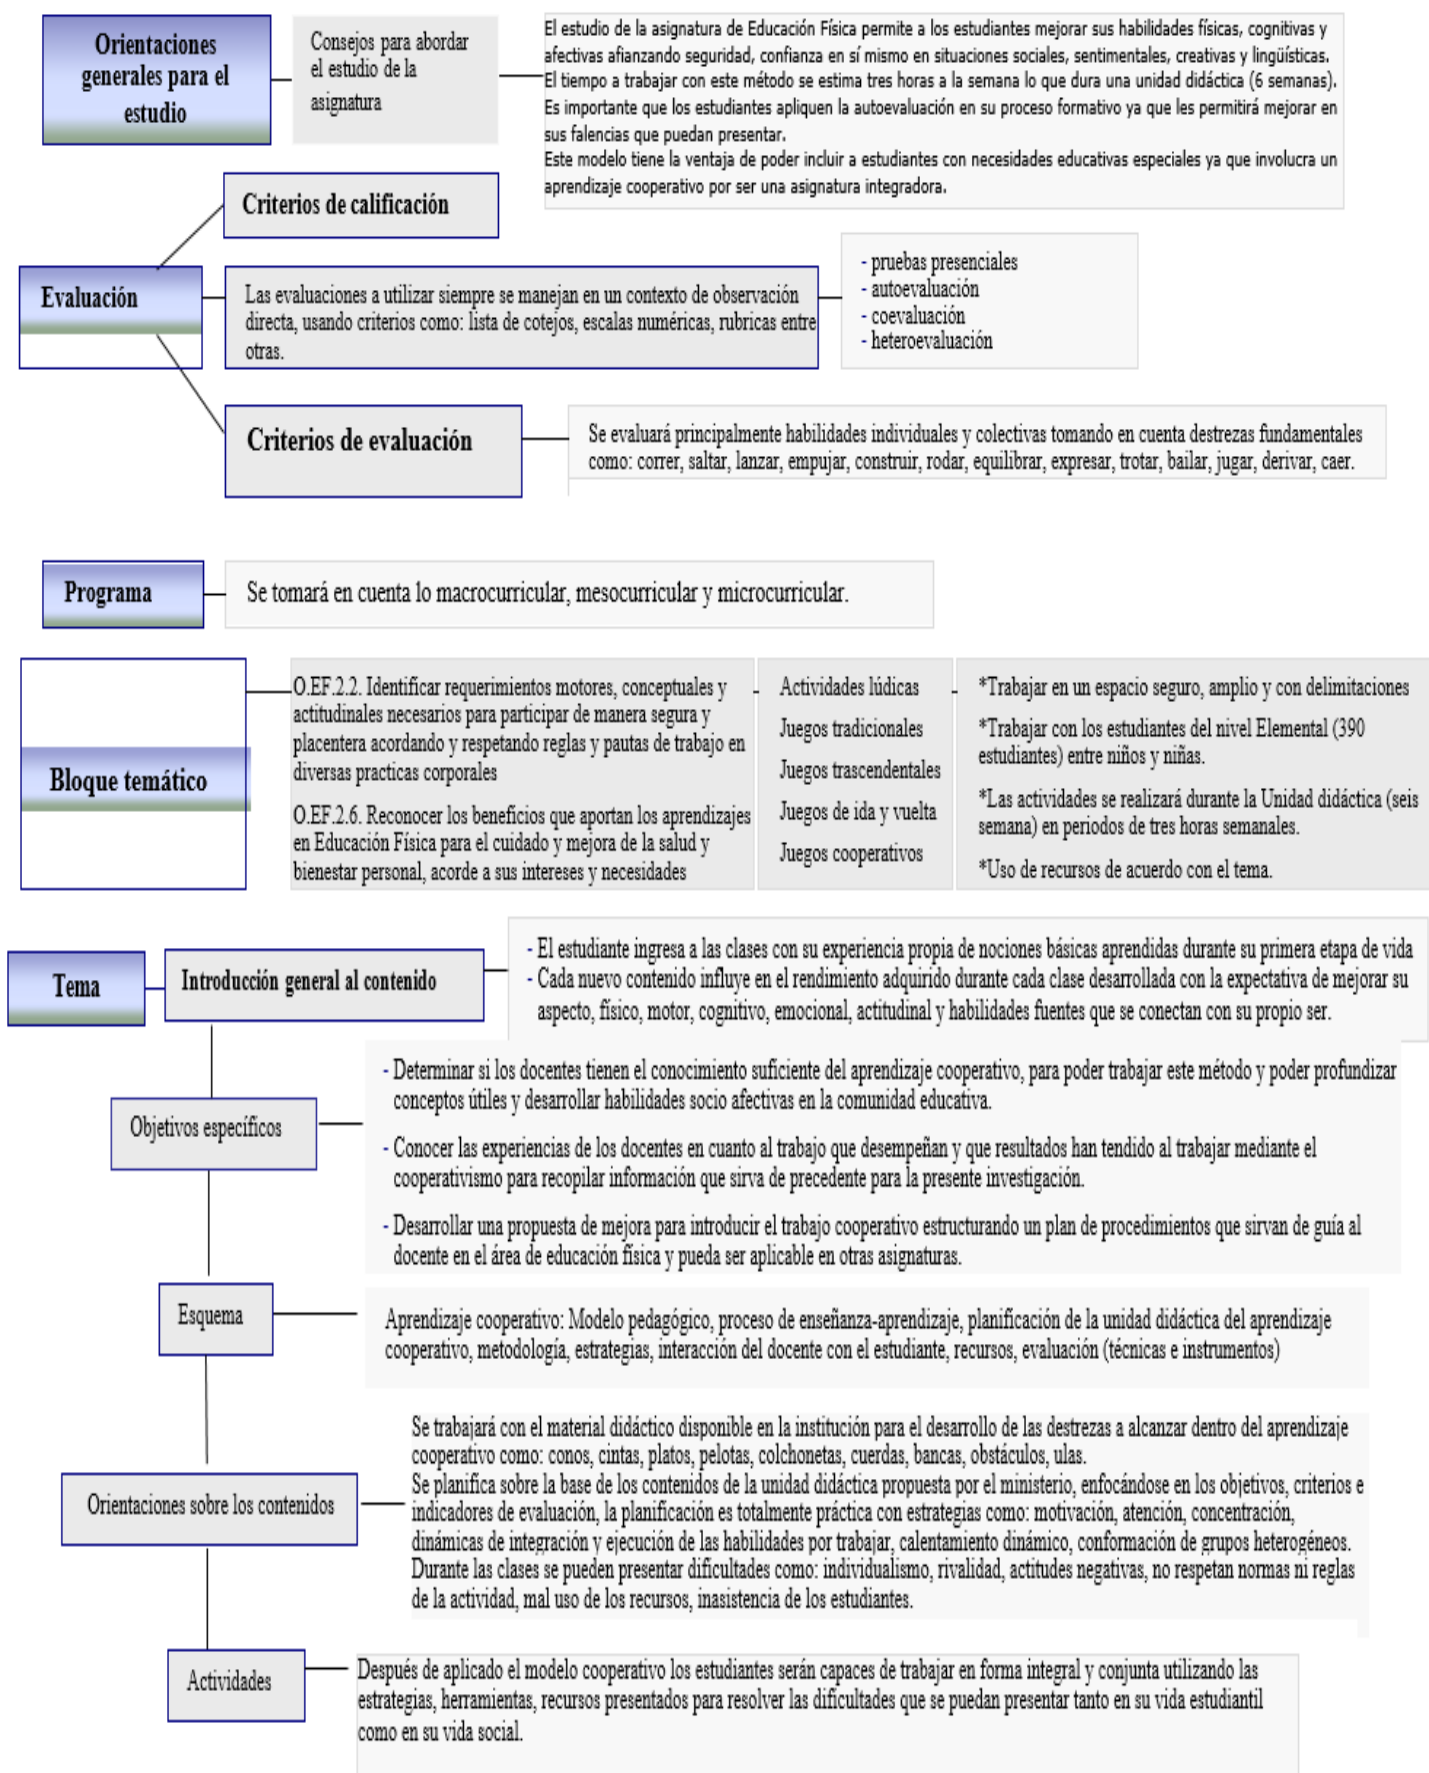 Orientaciones
generales para el
estudio
Consejos para abordar
el estudio de la
asignatura
El estudio de la asignatura de Educación Física permite a los estudiantes mejorar sus habilidades físicas, cognitivas y
afectivas afianzando seguridad, confianza en sí mismo en situaciones sociales, sentimentales, creativas y lingüísticas.
El tiempo a trabajar con este método se estima tres horas a la semana lo que dura una unidad didáctica (6 semanas).
Es importante que los estudiantes apliquen la autoevaluación en su proceso formativo ya que les permitirá mejorar en
sus falencias que puedan presentar.
Este modelo tiene la ventaja de poder incluir a estudiantes con necesidades educativas especiales ya que involucra un
aprendizaje cooperativo por ser una asignatura integradora.
Criterios de calificación
Evaluación
Las evaluaciones a utilizar siempre se manejan en un contexto de observación
directa, usando criterios como: lista de cotejos, escalas numéricas, rubricas entre
otras.
- pruebas presenciales
- autoevaluación
- coevaluación
- heteroevaluación
Criterios de evaluación
Se evaluará principalmente habilidades individuales y colectivas tomando en cuenta destrezas fundamentales
como: correr, saltar, lanzar, empujar, construir, rodar, equilibrar, expresar, trotar, bailar, jugar, derivar, caer.
Programa
Se tomará en cuenta lo macrocurricular, mesocurricular y microcurricular.
Bloque temático
O.EF.2.2. Identificar requerimientos motores, conceptuales y
actitudinales necesarios para participar de manera segura y
placentera acordando y respetando reglas y pautas de trabajo en
diversas practicas corporales
O.EF.2.6. Reconocer los beneficios que aportan los aprendizajes
en Educación Física para el cuidado y mejora de la salud y
bienestar personal, acorde a sus intereses y necesidades
Actividades lúdicas
Juegos tradicionales
Juegos trascendentales
Juegos de ida y vuelta
Juegos cooperativos
*Trabajar en un espacio seguro, amplio y con delimitaciones
*Trabajar con los estudiantes del nivel Elemental (390
estudiantes) entre niños y niñas.
*Las actividades se realizará durante la Unidad didáctica (seis
semana) en periodos de tres horas semanales.
*Uso de recursos de acuerdo con el tema.
Tema
Introducción general al contenido
- El estudiante ingresa a las clases con su experiencia propia de nociones básicas aprendidas durante su primera etapa de vida
- Cada nuevo contenido influye en el rendimiento adquirido durante cada clase desarrollada con la expectativa de mejorar su
aspecto, físico, motor, cognitivo, emocional, actitudinal y habilidades fuentes que se conectan con su propio ser.
Objetivos específicos
- Determinar si los docentes tienen el conocimiento suficiente del aprendizaje cooperativo, para poder trabajar este método y poder profundizar
conceptos útiles y desarrollar habilidades socio afectivas en la comunidad educativa.
- Conocer las experiencias de los docentes en cuanto al trabajo que desempeñan y que resultados han tendido al trabajar mediante el
cooperativismo para recopilar información que sirva de precedente para la presente investigación.
- Desarrollar una propuesta de mejora para introducir el trabajo cooperativo estructurando un plan de procedimientos que sirvan de guía al
docente en el área de educación física y pueda ser aplicable en otras asignaturas.
Esquema
Aprendizaje cooperativo: Modelo pedagógico, proceso de enseñanza-aprendizaje, planificación de la unidad didáctica del aprendizaje
cooperativo, metodología, estrategias, interacción del docente con el estudiante, recursos, evaluación (técnicas e instrumentos)
Orientaciones sobre los contenidos
Se trabajará con el material didáctico disponible en la institución para el desarrollo de las destrezas a alcanzar dentro del aprendizaje
cooperativo como: conos, cintas, platos, pelotas, colchonetas, cuerdas, bancas, obstáculos, ulas.
Se planifica sobre la base de los contenidos de la unidad didáctica propuesta por el ministerio, enfocándose en los objetivos, criterios e
indicadores de evaluación, la planificación es totalmente práctica con estrategias como: motivación, atención, concentración,
dinámicas de integración y ejecución de las habilidades por trabajar, calentamiento dinámico, conformación de grupos heterogéneos.
Durante las clases se pueden presentar dificultades como: individualismo, rivalidad, actitudes negativas, no respetan normas ni reglas
de la actividad, mal uso de los recursos, inasistencia de los estudiantes.
Actividades
Después de aplicado el modelo cooperativo los estudiantes serán capaces de trabajar en forma integral y conjunta utilizando las
estrategias, herramientas, recursos presentados para resolver las dificultades que se puedan presentar tanto en su vida estudiantil
como en su vida social.